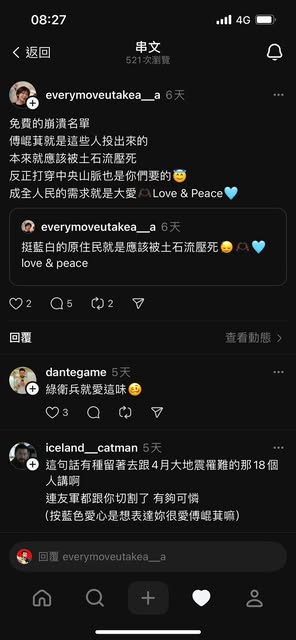 08:27
4G
返回
串文
521次瀏覽
everymoveutakea__a 6天
免費的崩潰名單
傅崐萁就是這些人投出來的
本來就應該被土石流壓死
反正打穿中央山脈也是你們要的😇
成全人民的需求就是大愛🫶🏿Love & Peace🩵
everymoveutakea__a 6天
挺藍白的原住民就是應該被土石流壓死😞🫶🏿🩵
love & peace
2
5
2
回覆
查看動態
dantegame 5天
綠衛兵就愛這味🥴
3
iceland__catman 5天
這句話有種留著去跟4月大地震罹難的那18個
人講啊
連友軍都跟你切割了 有夠可憐
(按藍色愛心是想表達妳很愛傅崐萁嘛)
回覆 everymoveutakea__a